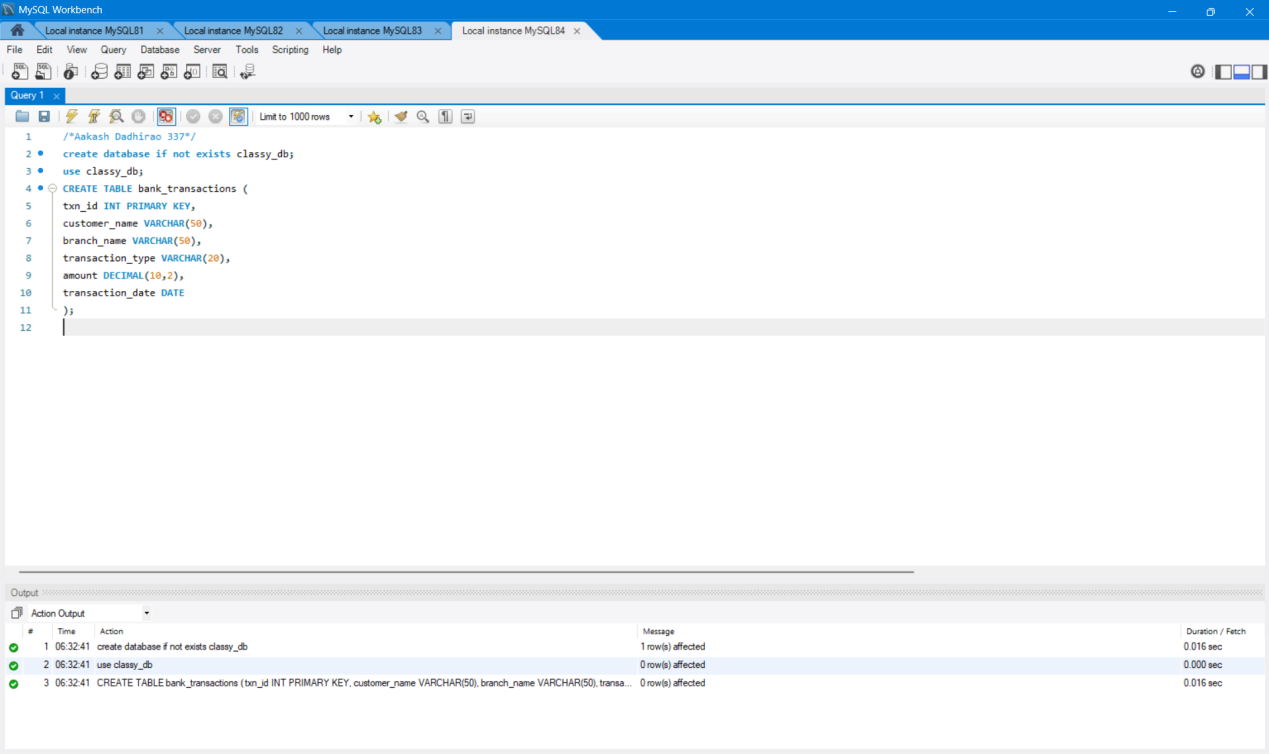 MySQL Workbench
Local instance MySQL81 Local instance MySQL82 Local instance MySQL83 Local instance MySQL84
File Edit View Query Database Server Tools Scripting Help
Query 1
Limit to 1000 rows
1 /*Aakash Dadhirao 337*/
2 create database if not exists classy_db;
3 use classy_db;
4 CREATE TABLE bank_transactions (
5 txn_id INT PRIMARY KEY,
6 customer_name VARCHAR(50),
7 branch_name VARCHAR(50),
8 transaction_type VARCHAR(20),
9 amount DECIMAL(10,2),
10 transaction_date DATE
11 );
12
Output
Action Output
# Time Action Message Duration / Fetch
1 06:32:41 create database if not exists classy_db 1 row(s) affected 0.016 sec
2 06:32:41 use classy_db 0 row(s) affected 0.000 sec
3 06:32:41 CREATE TABLE bank_transactions ( txn_id INT PRIMARY KEY, customer_name VARCHAR(50), branch_name VARCHAR(50), transa... 0 row(s) affected 0.016 sec